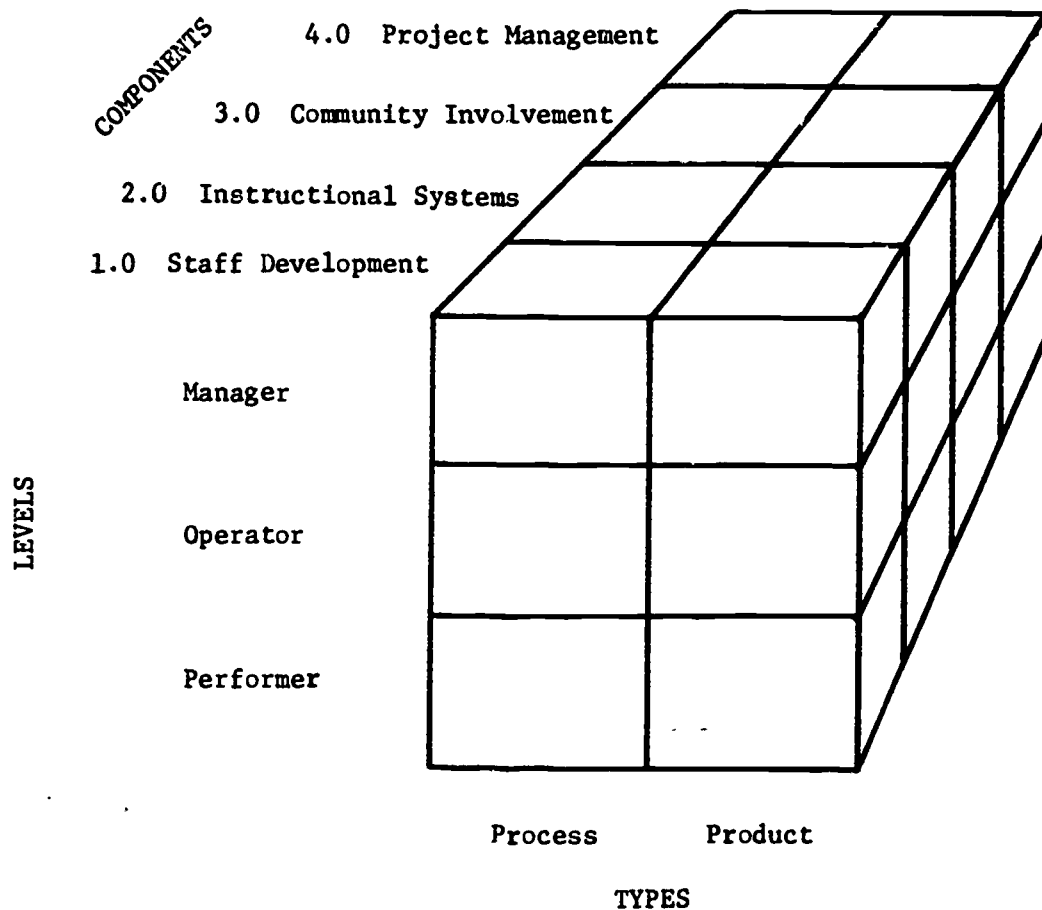 COMPONENTS
4.0 Project Management
3.0 Community Involvement
2.0 Instructional Systems
1.0 Staff Development
LEVELS
Manager
Operator
Performer
Process Product
TYPES